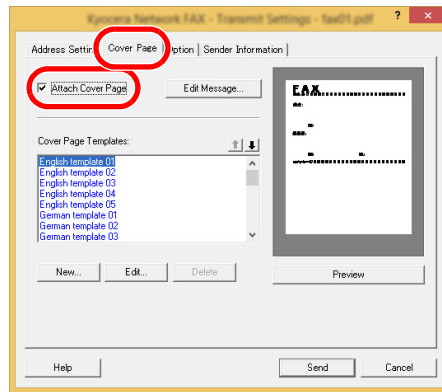 Kyocera Network FAX - Transmit Settings - fax01.pdf ? ×
Address Settin Cover Page ption Sender Information
Attach Cover Page Edit Message...
Cover Page Templates:
English template 01
English template 02
English template 03
English template 04
English template 05
German template 01
German template 02
German template 03
New... Edit... Delete
FAX
Preview
Help Send Cancel